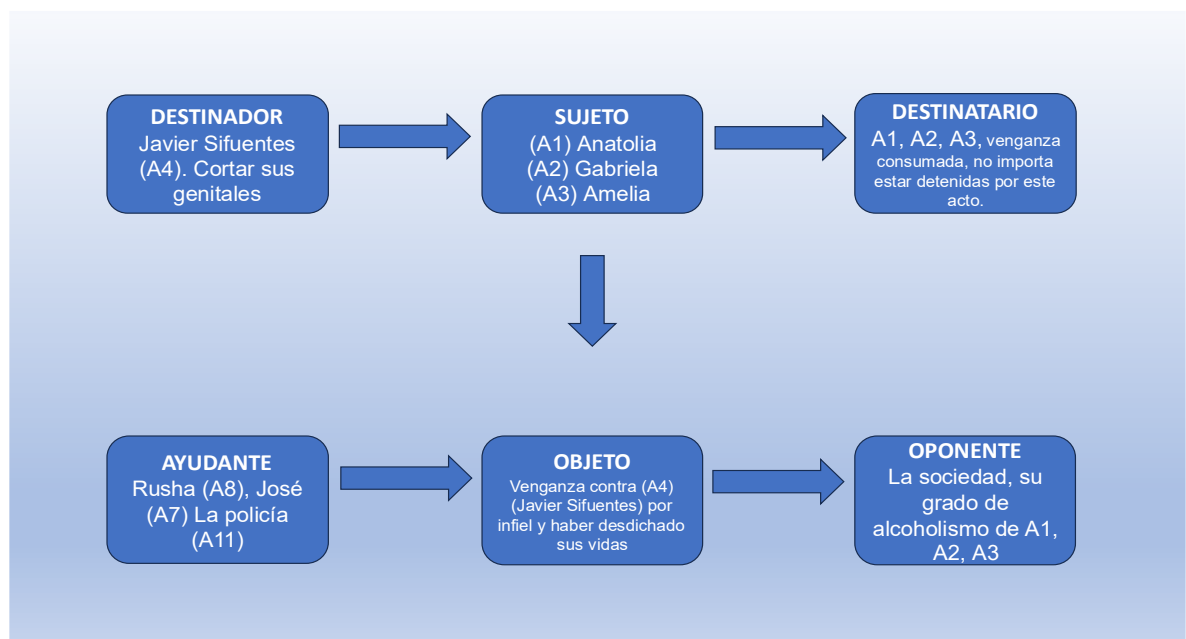 DESTINADOR
Javier Sifuentes
(A4). Cortar sus
genitales
SUJETO
(A1) Anatolia
(A2) Gabriela
(A3) Amelia
DESTINATARIO
A1, A2, A3, venganza
consumada, no importa
estar detenidas por este
acto.
AYUDANTE
Rusha (A8), José
(A7) La policía
(A11)
OBJETO
Venganza contra (A4)
(Javier Sifuentes) por
infiel y haber desdichado
sus vidas
OPONENTE
La sociedad, su
grado de
alcoholismo de A1,
A2, A3